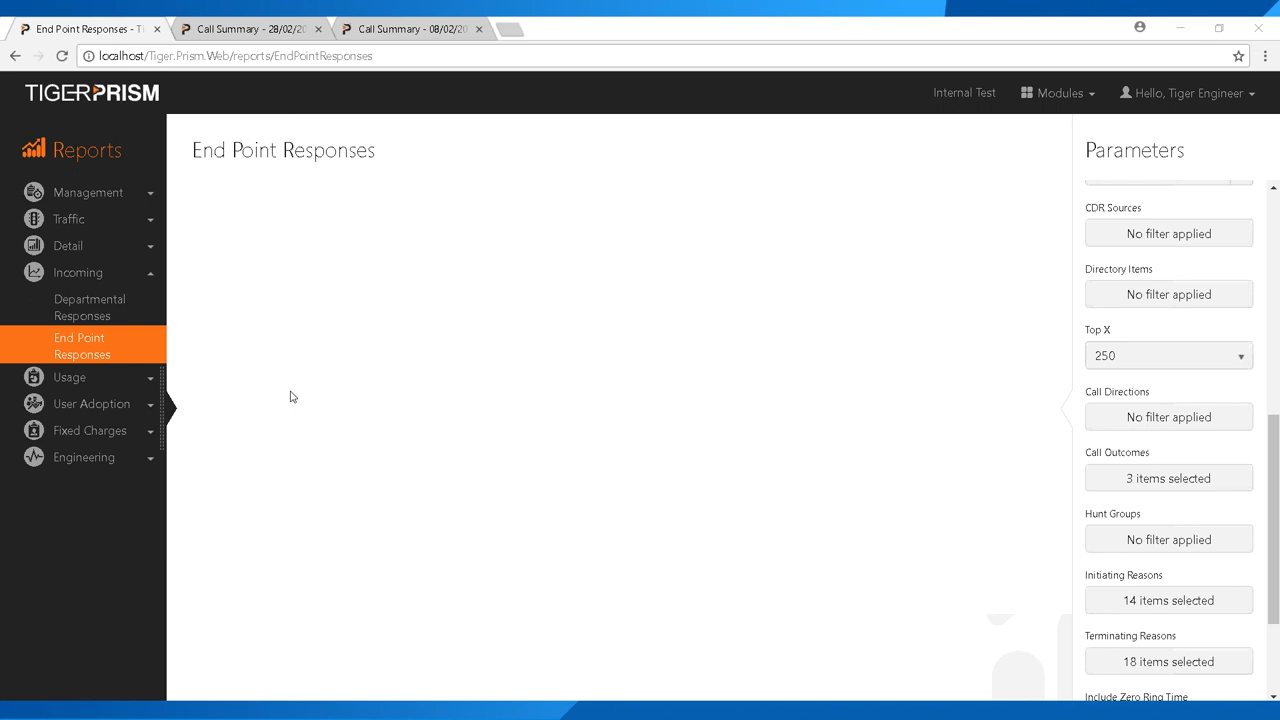 End Point Responses - Ti
Call Summary - 28/02/20
Call Summary - 08/02/20
localhost/Tiger.Prism.Web/reports/EndPointResponses
TIGERPRISM
Internal Test
Modules
Hello, Tiger Engineer
Reports
Management
Traffic
Detail
Incoming
Departmental
Responses
End Point
Responses
Usage
User Adoption
Fixed Charges
Engineering
End Point Responses
Parameters
CDR Sources
No filter applied
Directory Items
No filter applied
Top X
250
Call Directions
No filter applied
Call Outcomes
3 items selected
Hunt Groups
No filter applied
Initiating Reasons
14 items selected
Terminating Reasons
18 items selected
Include Zero Ring Time